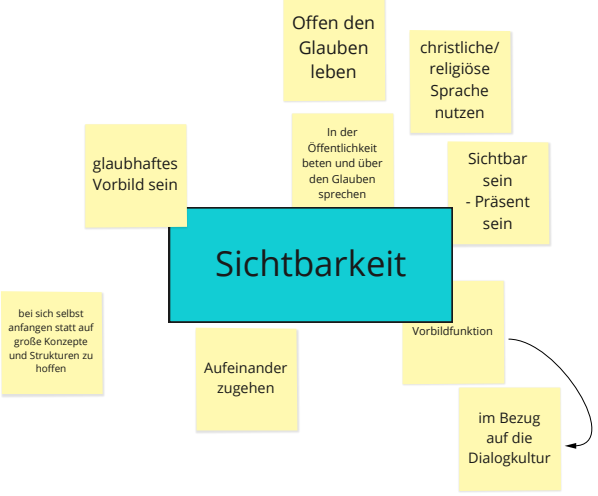 Offen den
Glauben
leben
christliche/
religiöse
Sprache
nutzen
In der
Öffentlichkeit
beten und über
den Glauben
sprechen
glaubhaftes
Vorbild sein
Sichtbar
sein
- Präsent
sein
Sichtbarkeit
bei sich selbst
anfangen statt auf
große Konzepte
und Strukturen zu
hoffen
Vorbildfunktion
Aufeinander
zugehen
im Bezug
auf die
Dialogkultur